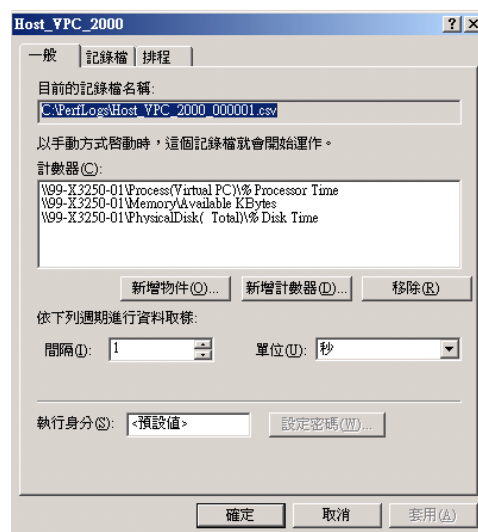 Host_VPC_2000
一般
記錄檔
排程
目前的記錄檔名稱:
C:\PerfLogs\Host_VPC_2000_000001.csv
以手動方式啟動時，這個記錄檔就會開始運作。
計數器(C):
\\99-X3250-01\Process(Virtual PC)\% Processor Time
\\99-X3250-01\Memory\Available KBytes
\\99-X3250-01\PhysicalDisk(_Total)\% Disk Time
新增物件(O)... 新增計數器(D)... 移除(R)
依下列週期進行資料取樣:
間隔(I): 1 單位(U): 秒
執行身分(S): <預設值> 設定密碼(W)...
確定 取消 套用(A)